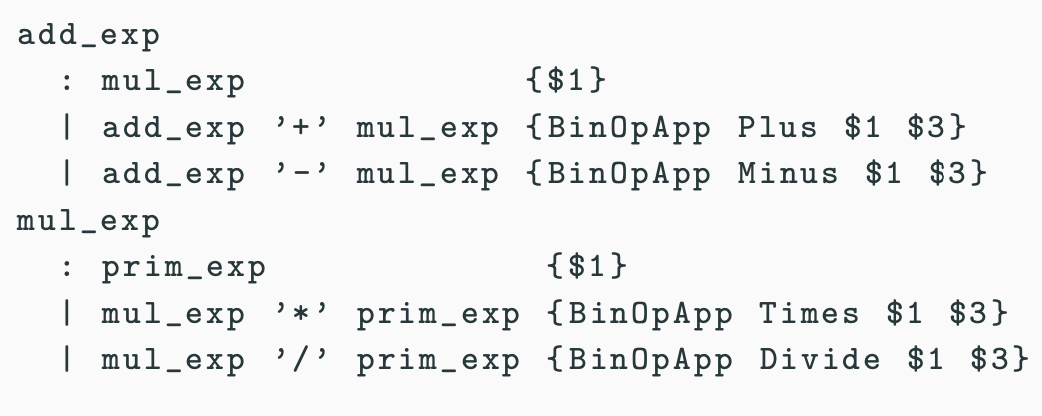 add_exp
  : mul_exp             {$1}
  | add_exp ’+’ mul_exp {BinOpApp Plus $1 $3}
  | add_exp ’-’ mul_exp {BinOpApp Minus $1 $3}
mul_exp
  : prim_exp             {$1}
  | mul_exp ’*’ prim_exp {BinOpApp Times $1 $3}
  | mul_exp ’/’ prim_exp {BinOpApp Divide $1 $3}